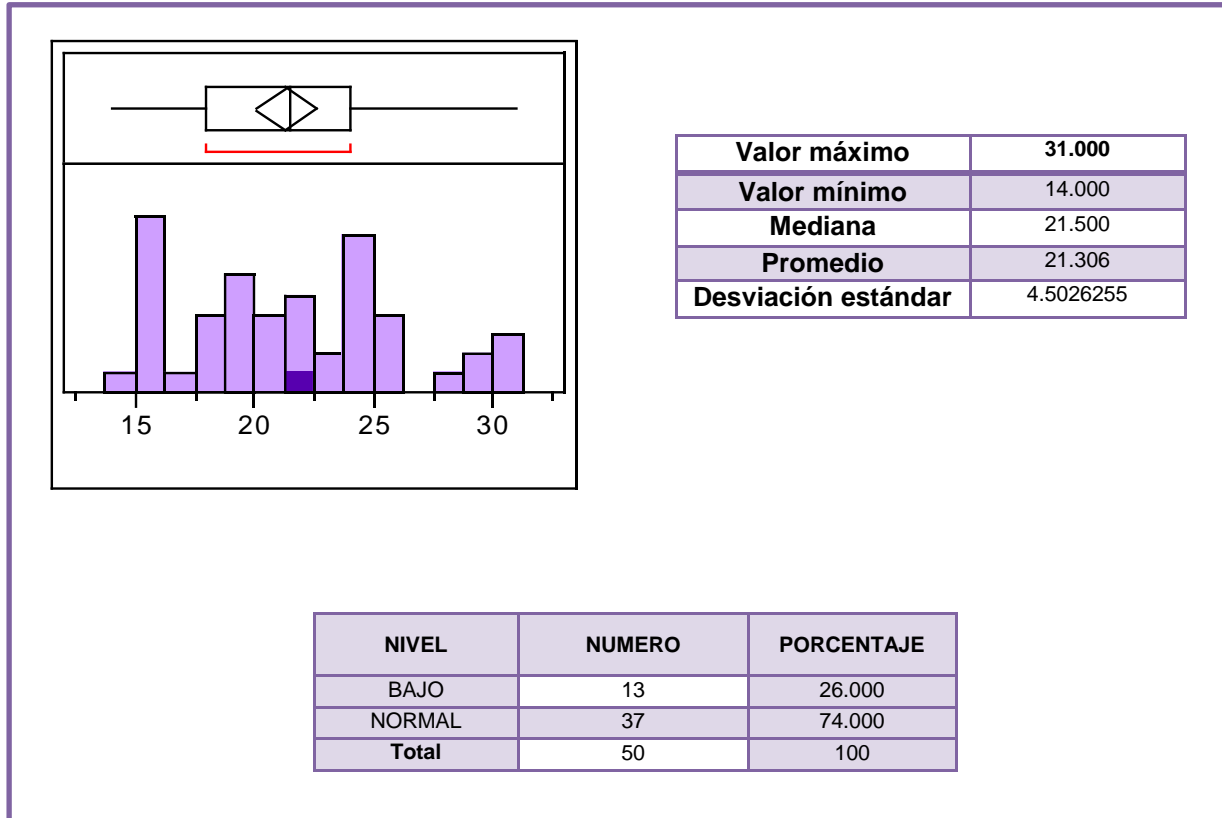 15 20 25 30
Valor máximo 31.000
Valor mínimo 14.000
Mediana 21.500
Promedio 21.306
Desviación estándar 4.5026255
NIVEL NUMERO PORCENTAJE
BAJO 13 26.000
NORMAL 37 74.000
Total 50 100